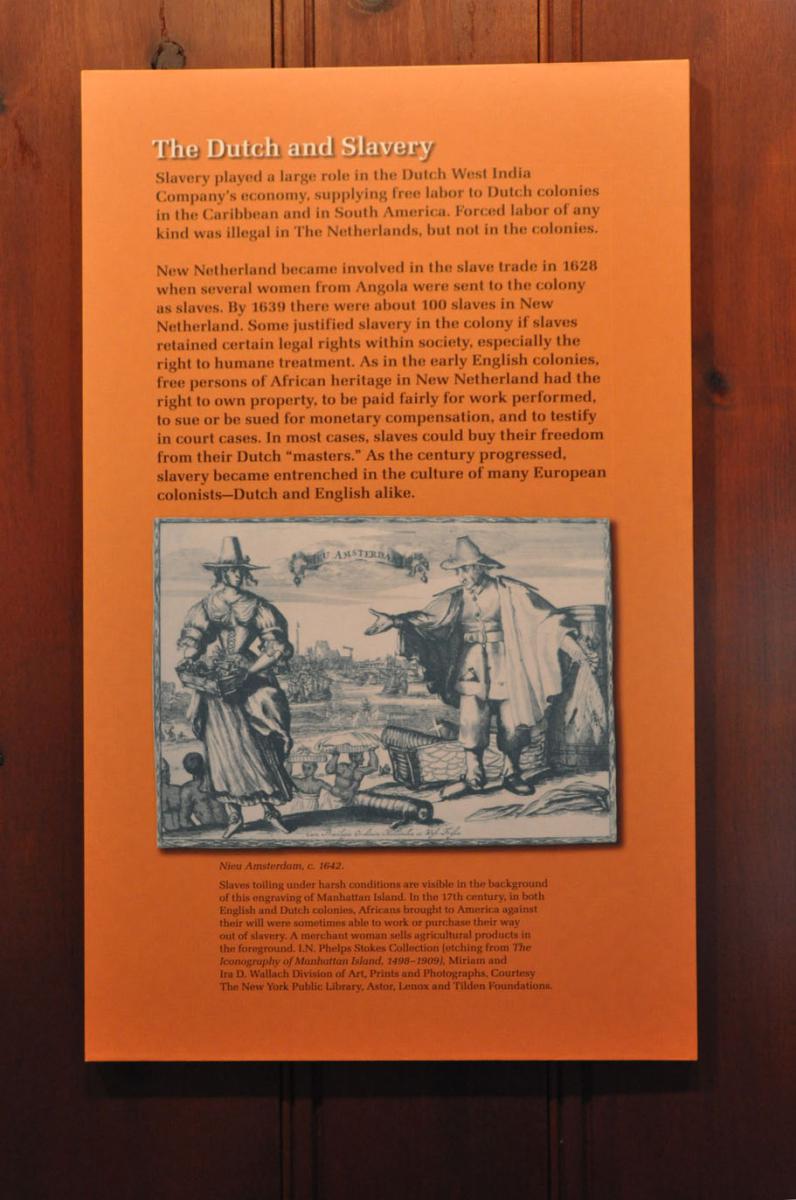 The Dutch and Slavery
Slavery played a large role in the Dutch West India
Company's economy, supplying free labor to Dutch colonies
in the Caribbean and in South America. Forced labor of any
kind was illegal in The Netherlands, but not in the colonies.
New Netherland became involved in the slave trade in 1628
when several women from Angola were sent to the colony
as slaves. By 1639 there were about 100 slaves in New
Netherland. Some justified slavery in the colony if slaves
retained certain legal rights within society, especially the
right to humane treatment. As in the early English colonies,
free persons of African heritage in New Netherland had the
right to own property, to be paid fairly for work performed,
to sue or be sued for monetary compensation, and to testify
in court cases. In most cases, slaves could buy their freedom
from their Dutch “masters.” As the century progressed,
slavery became entrenched in the culture of many European
colonists—Dutch and English alike.
NIEU AMSTERDAM
Nieu Amsterdam, c. 1642.
Slaves toiling under harsh conditions are visible in the background
of this engraving of Manhattan Island. In the 17th century, in both
English and Dutch colonies, Africans brought to America against
their will were sometimes able to work or purchase their way
out of slavery. A merchant woman sells agricultural products in
the foreground. I.N. Phelps Stokes Collection (etching from The
Iconography of Manhattan Island, 1498–1909), Miriam and
Ira D. Wallach Division of Art, Prints and Photographs, Courtesy
The New York Public Library, Astor, Lenox and Tilden Foundations.